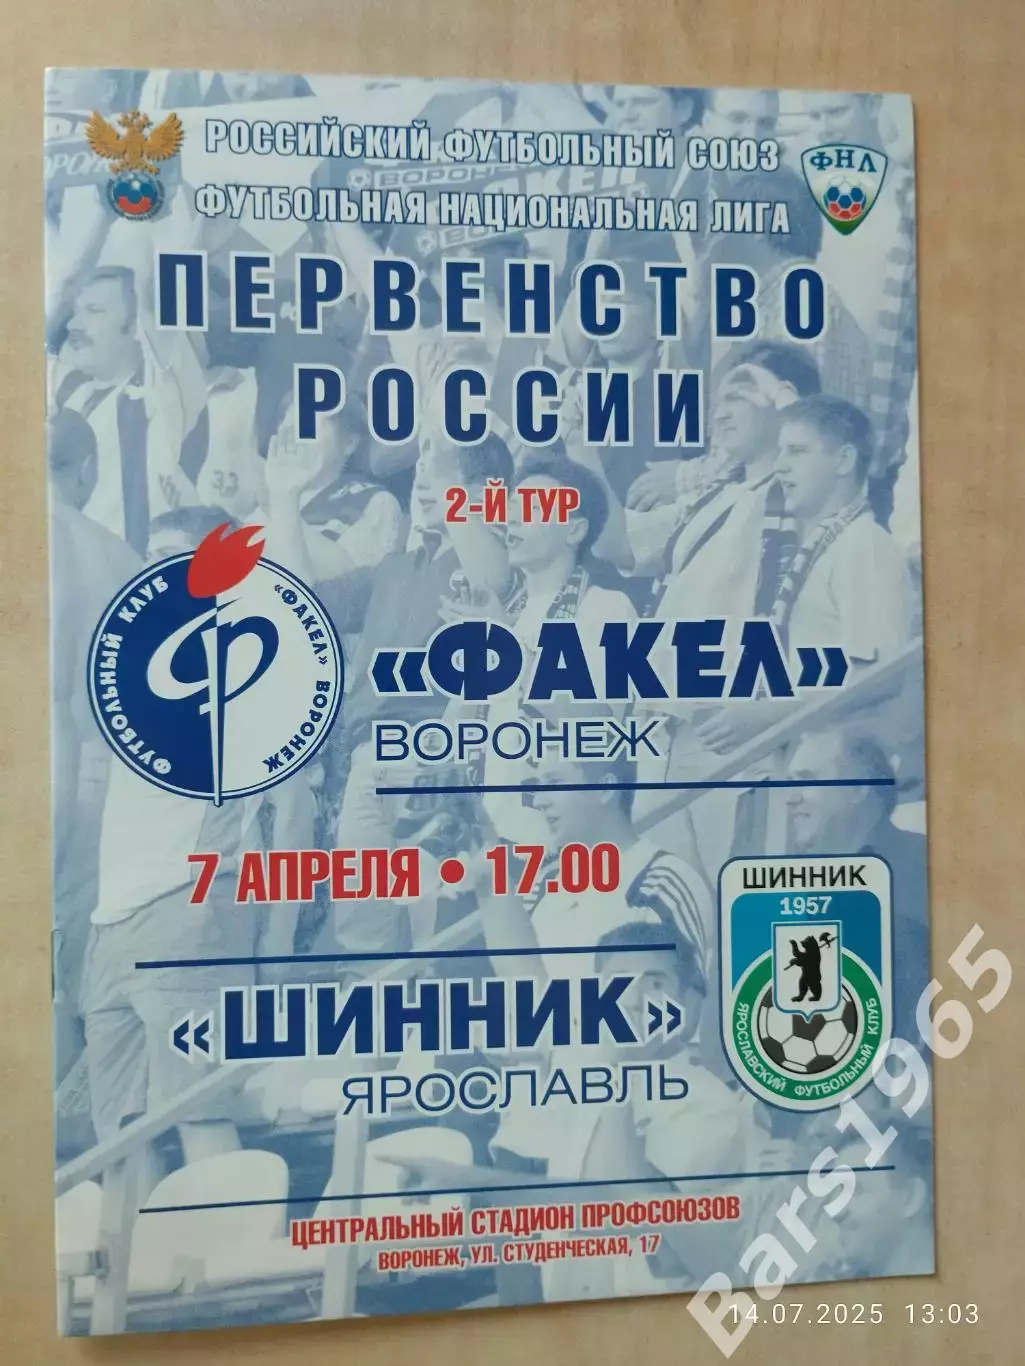 РОССИЙСКИЙ ФУТБОЛЬНЫЙ СОЮЗ
ФУТБОЛЬНАЯ НАЦИОНАЛЬНАЯ ЛИГА
ФНЛ
ПЕРВЕНСТВО
РОССИИ
2-Й ТУР
ФУТБОЛЬНЫЙ КЛУБ
«ФАКЕЛ» ВОРОНЕЖ
«ФАКЕЛ»
ВОРОНЕЖ
7 АПРЕЛЯ • 17.00
ШИННИК
1957
ЯРОСЛАВСКИЙ ФУТБОЛЬНЫЙ КЛУБ
«ШИННИК»
ЯРОСЛАВЛЬ
ЦЕНТРАЛЬНЫЙ СТАДИОН ПРОФСОЮЗОВ
ВОРОНЕЖ, УЛ. СТУДЕНЧЕСКАЯ, 17
Bars1965
14.07.2025 13:03